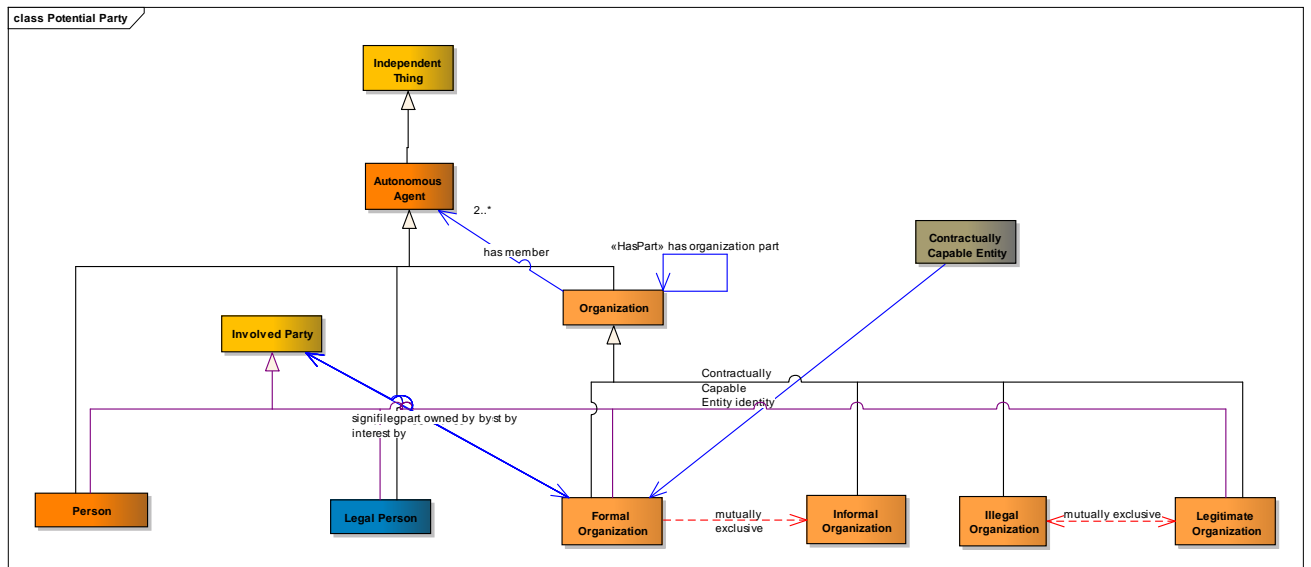 class Potential Party
Independent
Thing
Autonomous
Agent
2..*
Contractually
Capable Entity
«HasPart» has organization part
has member
Organization
Involved Party
Contractually
Capable
Entity identity
owned by
interest by
Person
Legal Person
Formal
Organization
mutually
exclusive
Informal
Organization
Illegal
Organization
mutually exclusive
Legitimate
Organization